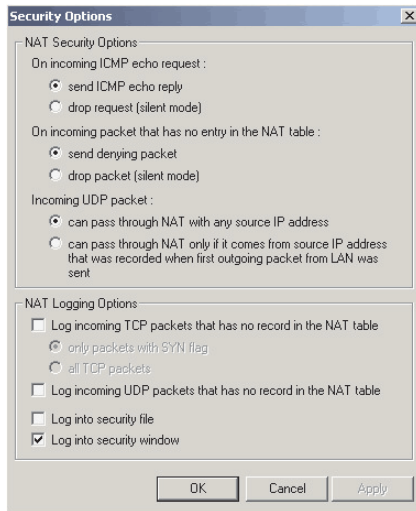 Security Options
NAT Security Options
On incoming ICMP echo request :
send ICMP echo reply
drop request (silent mode)
On incoming packet that has no entry in the NAT table :
send denying packet
drop packet (silent mode)
Incoming UDP packet :
can pass through NAT with any source IP address
can pass through NAT only if it comes from source IP address
that was recorded when first outgoing packet from LAN was
sent
NAT Logging Options
Log incoming TCP packets that has no record in the NAT table
only packets with SYN flag
all TCP packets
Log incoming UDP packets that has no record in the NAT table
Log into security file
Log into security window
OK
Cancel
Apply